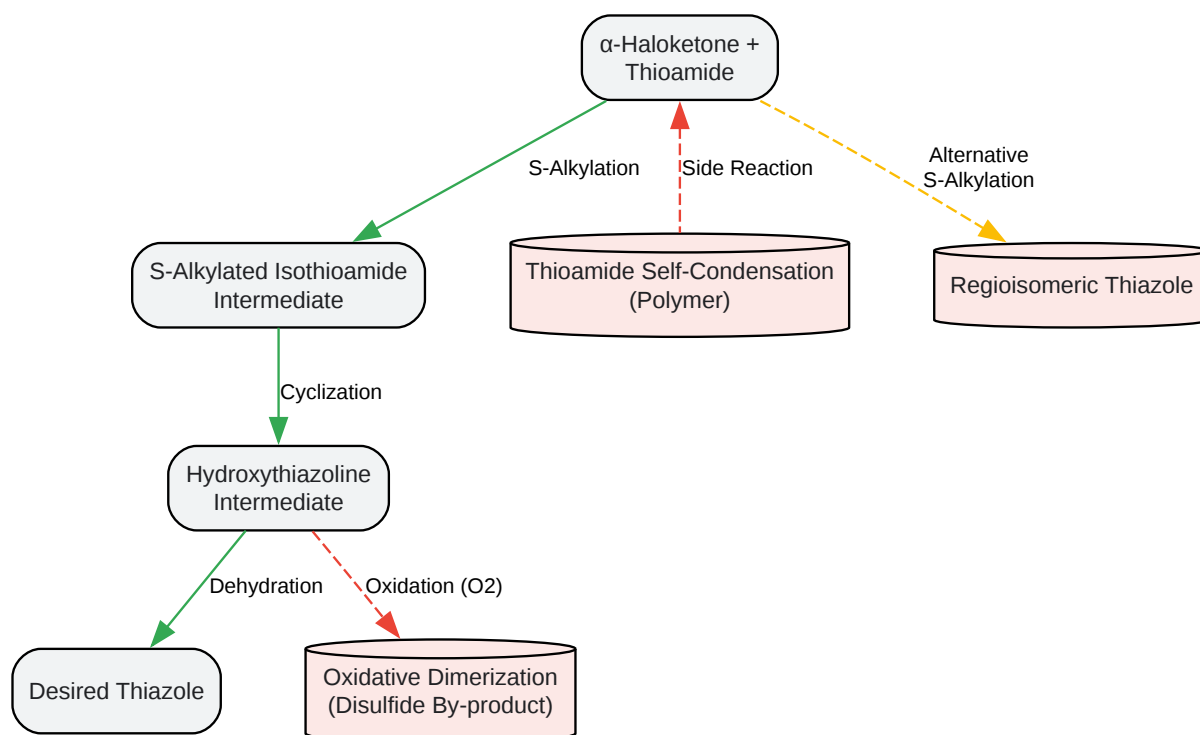 α-Haloketone +
Thioamide
S-Alkylation
Side Reaction
Alternative
S-Alkylation
S-Alkylated Isothioamide
Intermediate
Thioamide Self-Condensation
(Polymer)
Regioisomeric Thiazole
Cyclization
Hydroxythiazoline
Intermediate
Dehydration
Oxidation (O2)
Desired Thiazole
Oxidative Dimerization
(Disulfide By-product)